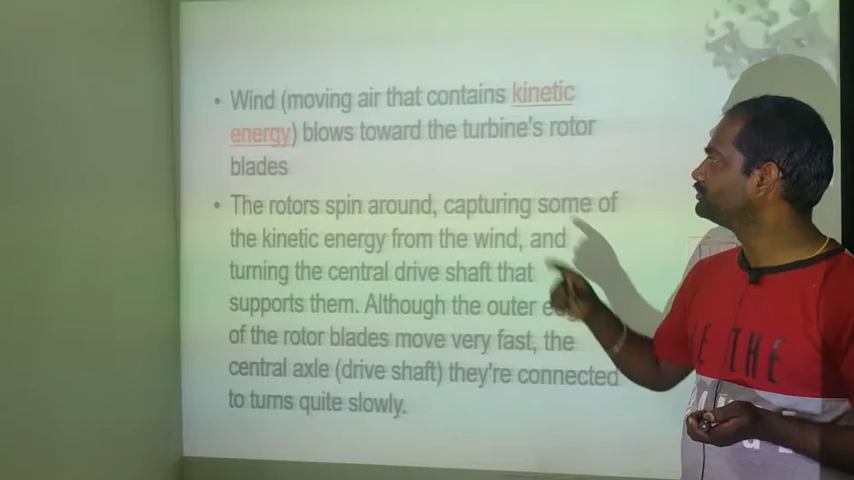 • Wind (moving air that contains kinetic
energy) blows toward the turbine's rotor
blades
• The rotors spin around, capturing some of
the kinetic energy from the wind, and
turning the central drive shaft that
supports them. Although the outer
of the rotor blades move very fast, the
central axle (drive shaft) they're connected
to turns quite slowly.
THE